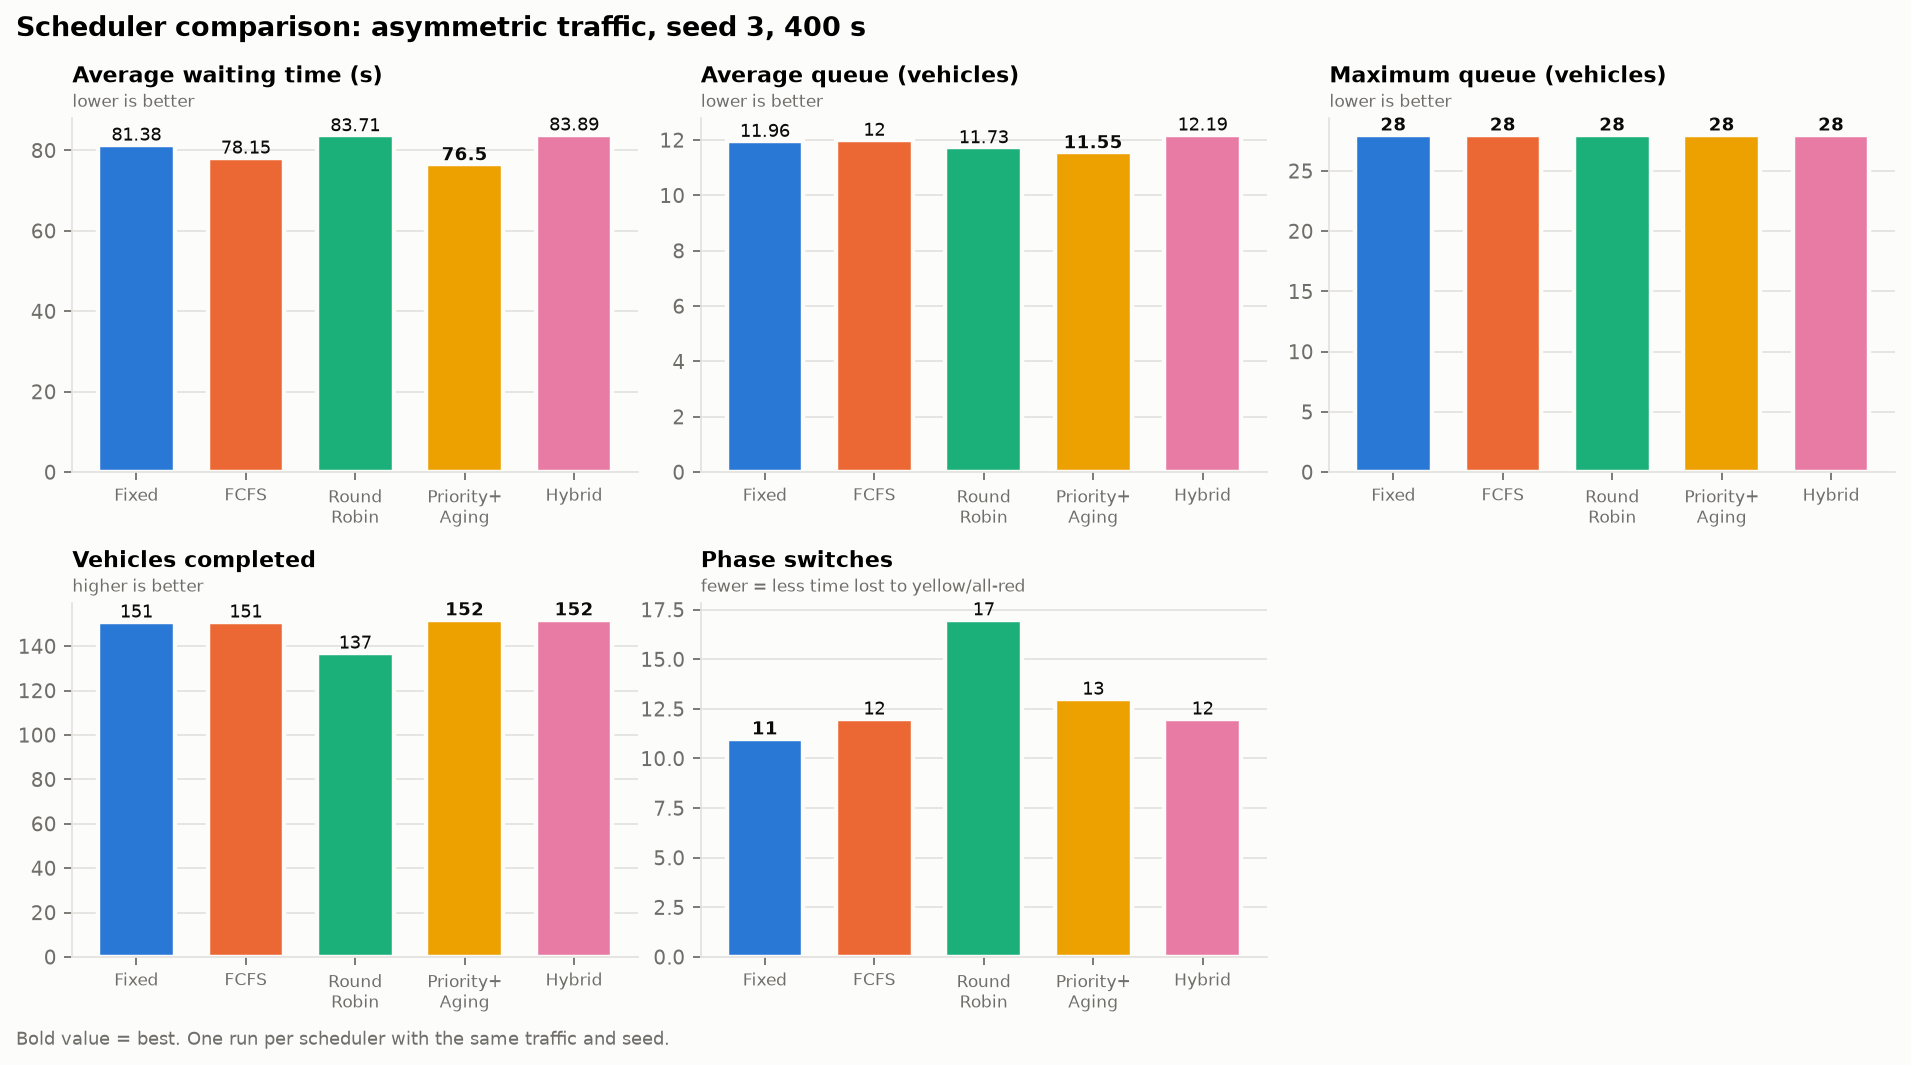 Scheduler comparison: asymmetric traffic, seed 3, 400 s
Average waiting time (s)
lower is better
81.38
78.15
83.71
76.5
83.89
80
60
40
20
0
Fixed
FCFS
Round
Robin
Priority+
Aging
Hybrid
Average queue (vehicles)
lower is better
11.96
12
11.73
11.55
12.19
12
10
8
6
4
2
0
Fixed
FCFS
Round
Robin
Priority+
Aging
Hybrid
Maximum queue (vehicles)
lower is better
28
28
28
28
28
25
20
15
10
5
0
Fixed
FCFS
Round
Robin
Priority+
Aging
Hybrid
Vehicles completed
higher is better
151
151
137
152
152
140
120
100
80
60
40
20
0
Fixed
FCFS
Round
Robin
Priority+
Aging
Hybrid
Phase switches
fewer = less time lost to yellow/all-red
11
12
17
13
12
17.5
15.0
12.5
10.0
7.5
5.0
2.5
0.0
Fixed
FCFS
Round
Robin
Priority+
Aging
Hybrid
Bold value = best. One run per scheduler with the same traffic and seed.